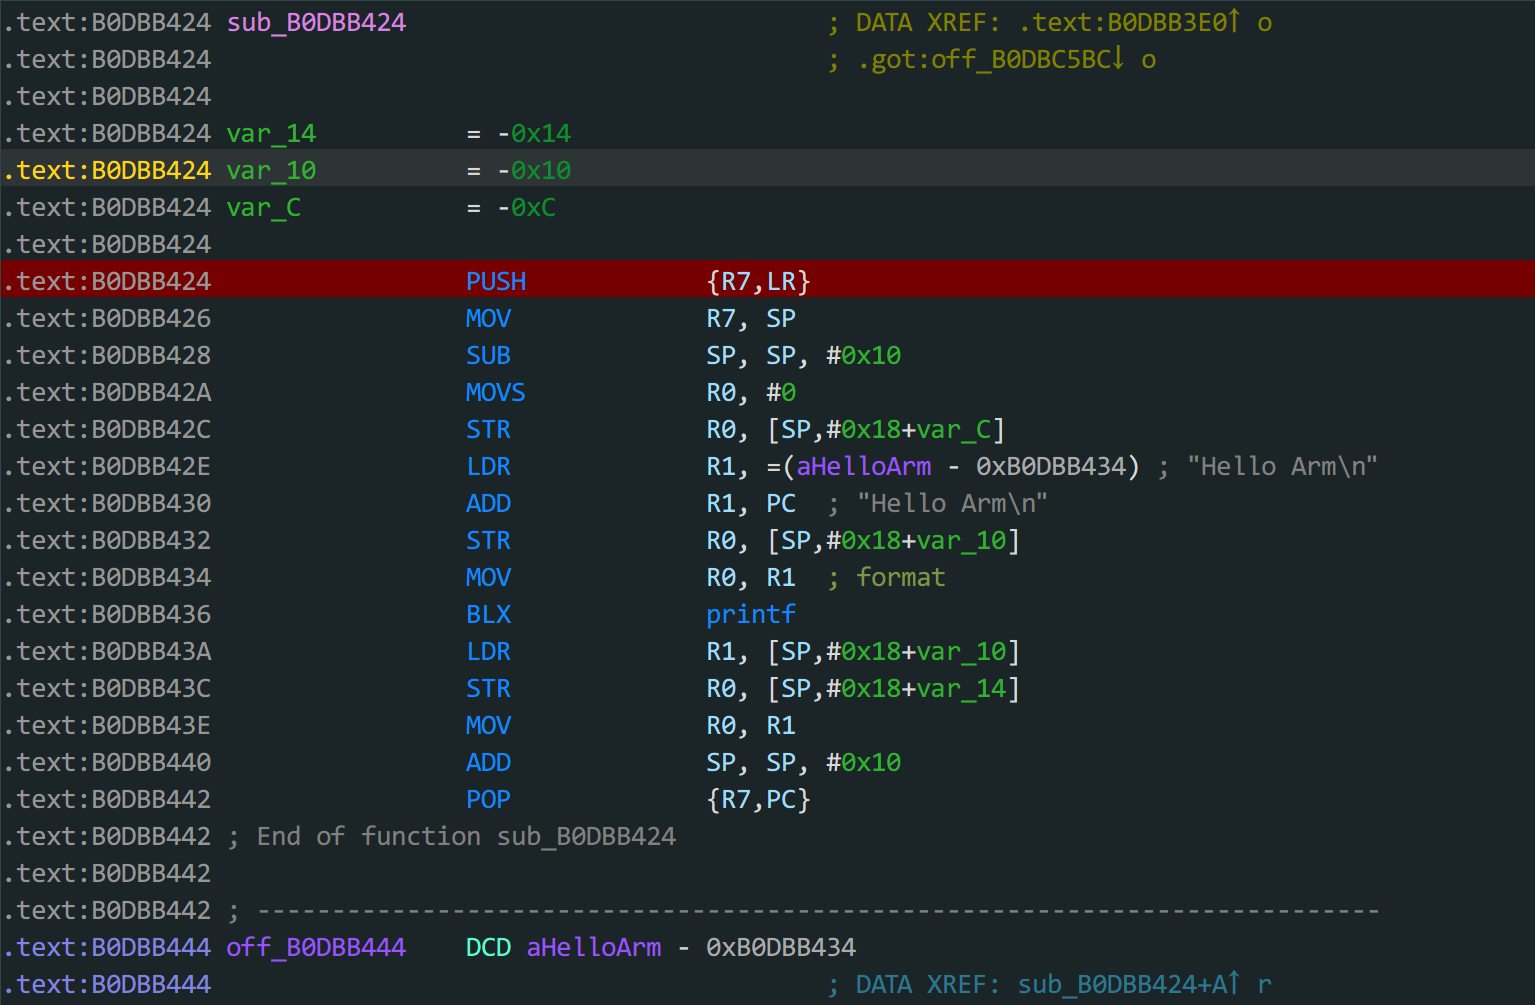 .text:B0DBB424 sub_B0DBB424                            ; DATA XREF: .text:B0DBB3E0↑ o
.text:B0DBB424                                         ; .got:off_B0DBC5BC↓ o
.text:B0DBB424
.text:B0DBB424 var_14          = -0x14
.text:B0DBB424 var_10          = -0x10
.text:B0DBB424 var_C           = -0xC
.text:B0DBB424
.text:B0DBB424                 PUSH            {R7,LR}
.text:B0DBB426                 MOV             R7, SP
.text:B0DBB428                 SUB             SP, SP, #0x10
.text:B0DBB42A                 MOVS            R0, #0
.text:B0DBB42C                 STR             R0, [SP,#0x18+var_C]
.text:B0DBB42E                 LDR             R1, =(aHelloArm - 0xB0DBB434) ; "Hello Arm\n"
.text:B0DBB430                 ADD             R1, PC  ; "Hello Arm\n"
.text:B0DBB432                 STR             R0, [SP,#0x18+var_10]
.text:B0DBB434                 MOV             R0, R1  ; format
.text:B0DBB436                 BLX             printf
.text:B0DBB43A                 LDR             R1, [SP,#0x18+var_10]
.text:B0DBB43C                 STR             R0, [SP,#0x18+var_14]
.text:B0DBB43E                 MOV             R0, R1
.text:B0DBB440                 ADD             SP, SP, #0x10
.text:B0DBB442                 POP             {R7,PC}
.text:B0DBB442 ; End of function sub_B0DBB424
.text:B0DBB442
.text:B0DBB442 ; ---------------------------------------------------------------------------
.text:B0DBB444 off_B0DBB444    DCD aHelloArm - 0xB0DBB434
.text:B0DBB444                                         ; DATA XREF: sub_B0DBB424+A↑ r